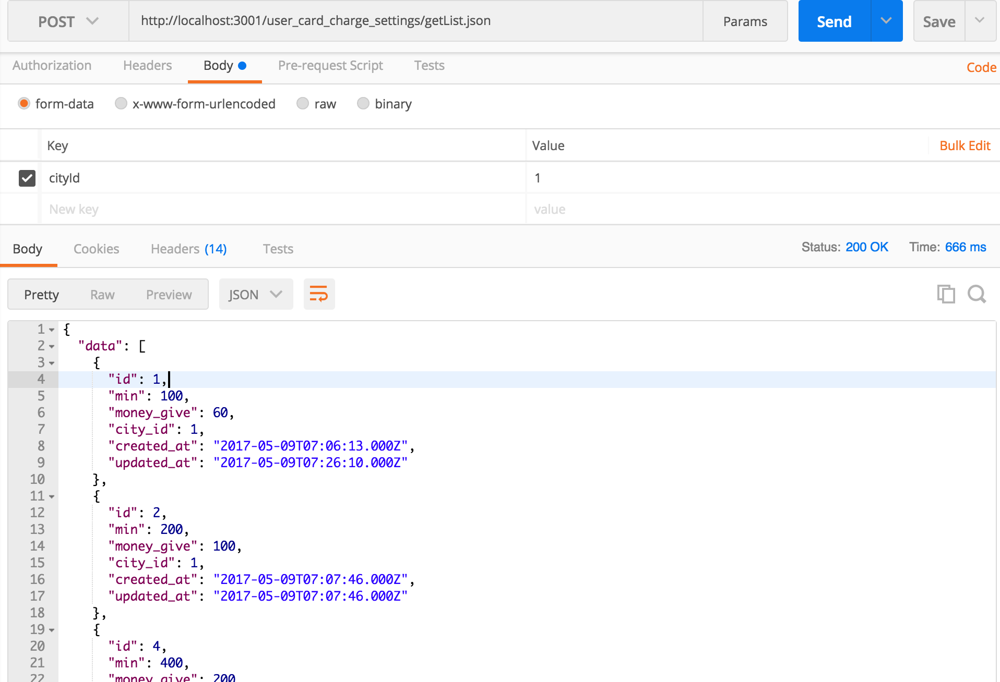 POST http://localhost:3001/user_card_charge_settings/getList.json Params Send Save
Authorization Headers Body Pre-request Script Tests Code
form-data x-www-form-urlencoded raw binary
Key Value Bulk Edit
cityId 1
New key value
Body Cookies Headers (14) Tests Status: 200 OK Time: 666 ms
Pretty Raw Preview JSON
1 {
2 "data": [
3 {
4 "id": 1,
5 "min": 100,
6 "money_give": 60,
7 "city_id": 1,
8 "created_at": "2017-05-09T07:06:13.000Z",
9 "updated_at": "2017-05-09T07:26:10.000Z"
10 },
11 {
12 "id": 2,
13 "min": 200,
14 "money_give": 100,
15 "city_id": 1,
16 "created_at": "2017-05-09T07:07:46.000Z",
17 "updated_at": "2017-05-09T07:07:46.000Z"
18 },
19 {
20 "id": 4,
21 "min": 400,
22 "money_give": 200